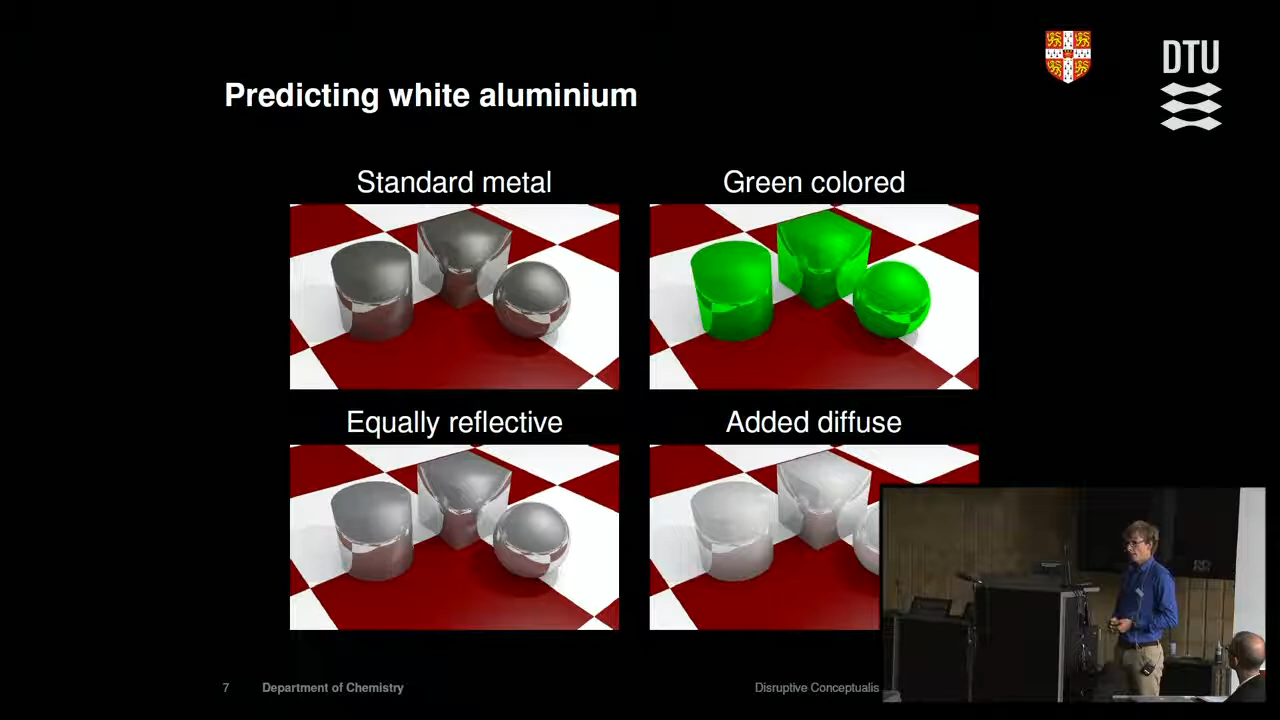 DTU
Predicting white aluminium
Standard metal
Green colored
Equally reflective
Added diffuse
7
Department of Chemistry
Disruptive Conceptualis